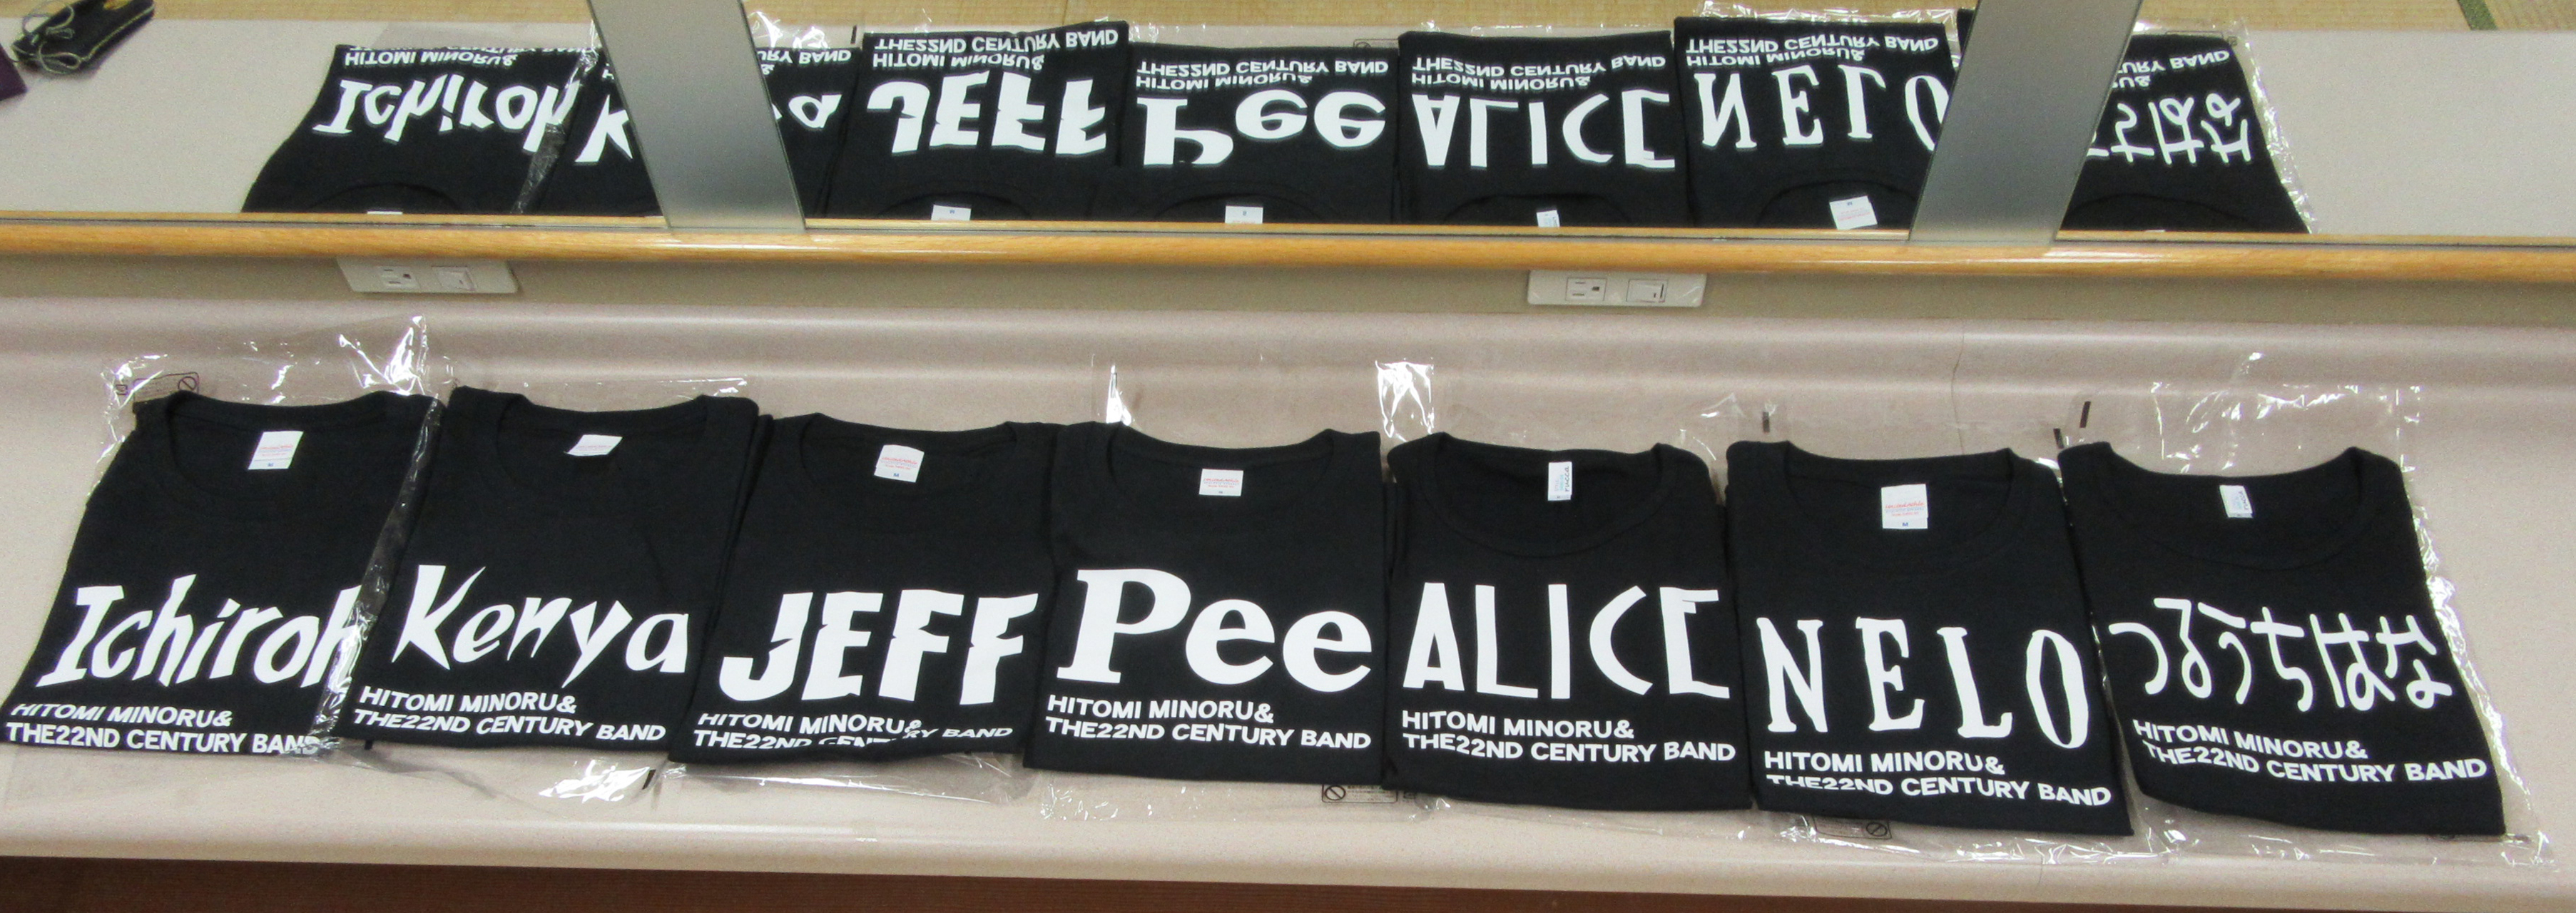 Ichiroh
HITOMI MINORU&
THE22ND CENTURY BAND
Kenya
HITOMI MINORU&
THE22ND CENTURY BAND
JEFF
HITOMI MINORU&
THE22ND CENTURY BAND
Pee
HITOMI MINORU&
THE22ND CENTURY BAND
ALICE
HITOMI MINORU&
THE22ND CENTURY BAND
NELO
HITOMI MINORU&
THE22ND CENTURY BAND
つるうちはな
HITOMI MINORU&
THE22ND CENTURY BAND